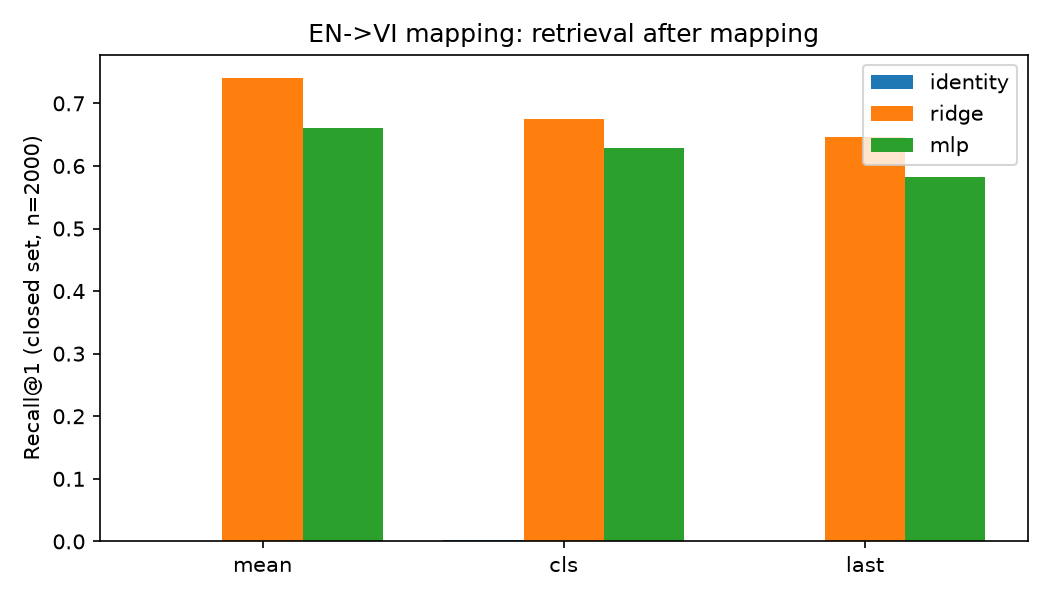 EN->VI mapping: retrieval after mapping
Recall@1 (closed set, n=2000)
0.7
0.6
0.5
0.4
0.3
0.2
0.1
0.0
identity
ridge
mlp
mean
cls
last